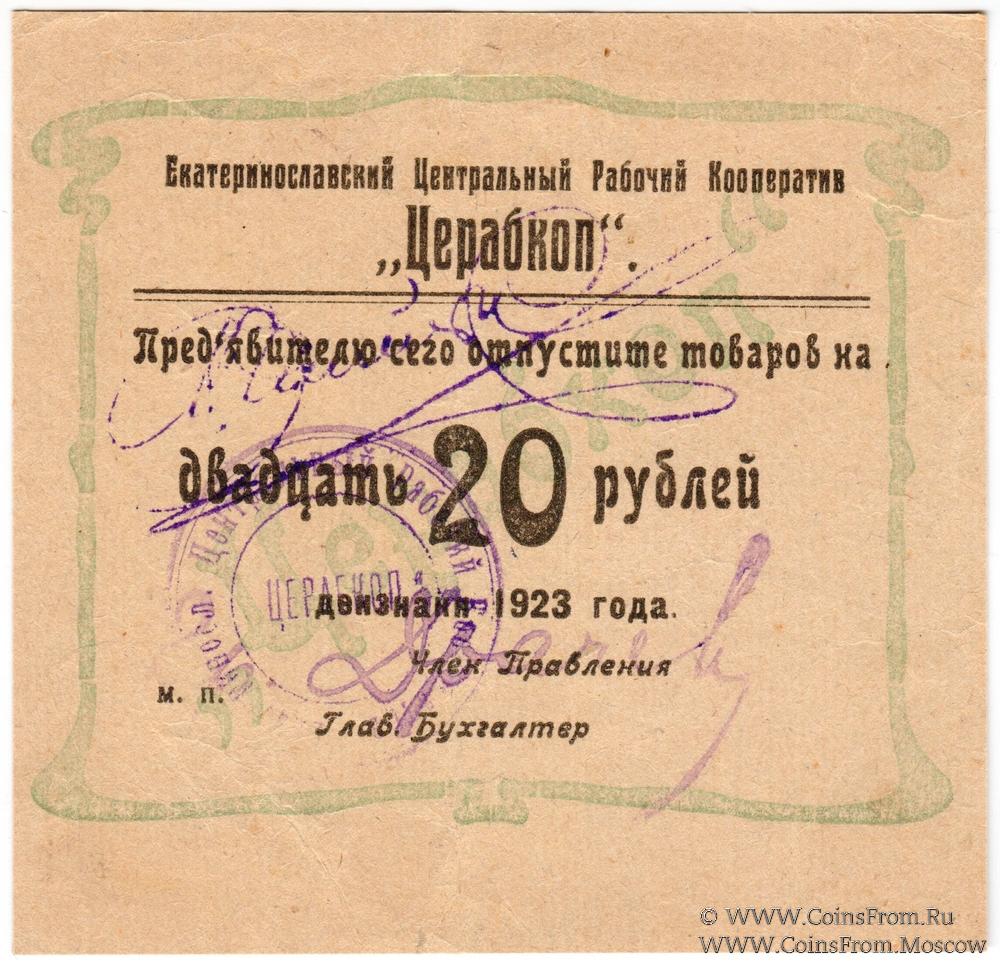 Екатеринославский Центральный Рабочий Кооператив
„Церабкоп“.
Пред'явителю сего отпустите товаров на
двадцать 20 рублей
дензнаки 1923 года.
Член Правления
м. п.
Глав. Бухгалтер
ЦЕРАБКОП
© WWW.CoinsFrom.Ru
WWW.CoinsFrom.Moscow